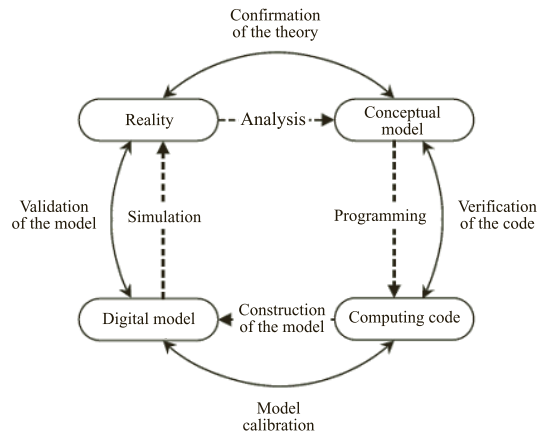 Confirmation
of the theory
Reality
Analysis
Conceptual
model
Validation
of the model
Simulation
Programming
Verification
of the code
Digital model
Construction
of the model
Computing code
Model
calibration